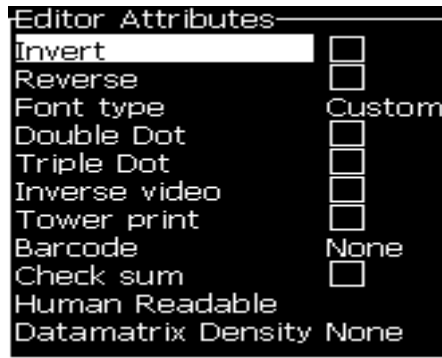 Editor Attributes
Invert
Reverse
Font type Custom
Double Dot
Triple Dot
Inverse video
Tower print
Barcode None
Check sum
Human Readable
Datamatrix Density None